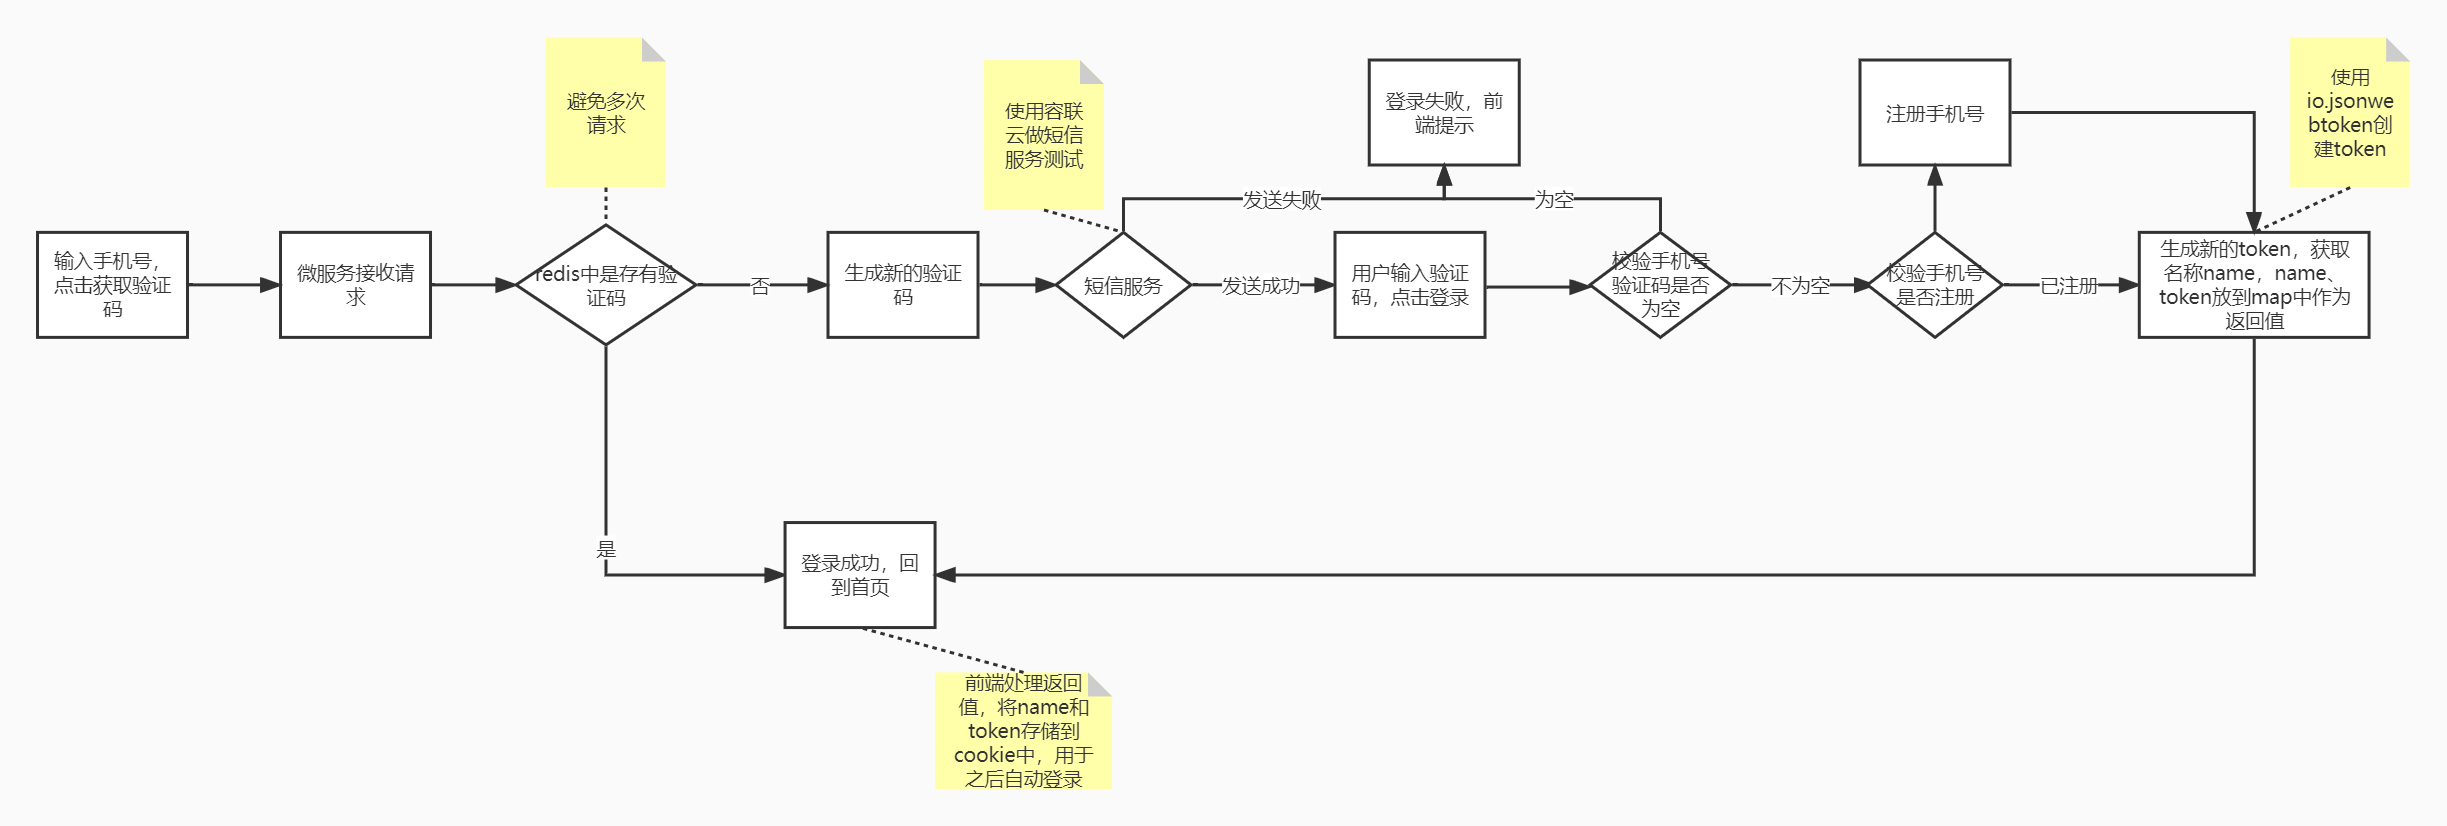 避免多次
请求
使用容联
云做短信
服务测试
登录失败，前
端提示
注册手机号
使用
io.jsonwe
btoken创
建token
发送失败
为空
输入手机号，
点击获取验证
码
微服务接收请
求
redis中是存有验
证码
否
生成新的验证
码
短信服务
发送成功
用户输入验证
码，点击登录
校验手机号
验证码是否
为空
不为空
校验手机号
是否注册
已注册
生成新的token，获取
名称name，name、
token放到map中作为
返回值
是
登录成功，回
到首页
前端处理返回
值，将name和
token存储到
cookie中，用于
之后自动登录